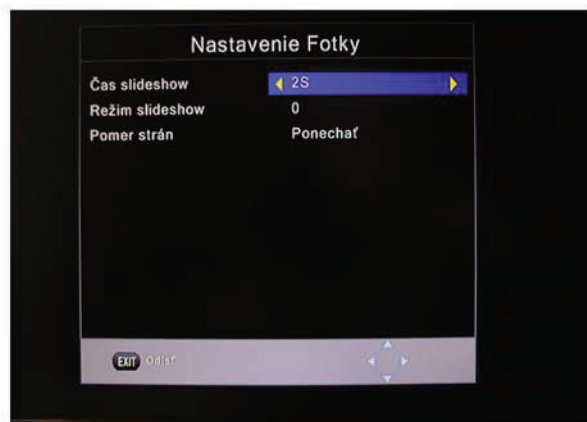 Nastavenie Fotky
Čas slideshow 2S
Režim slideshow 0
Pomer strán Ponechať
EXIT Odísť